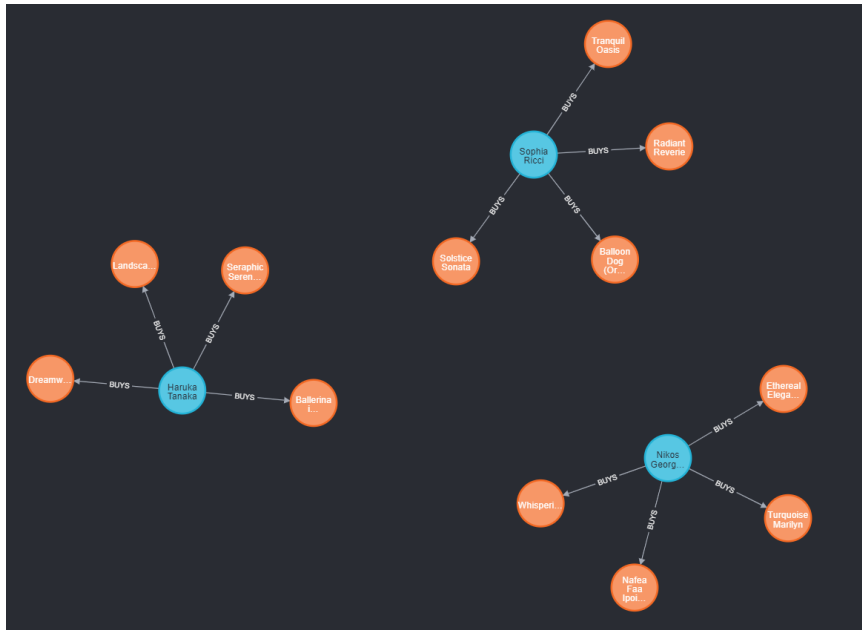 Tranquil
Oasis
BUYS
Sophia
Ricci
BUYS
Radiant
Reverie
BUYS
BUYS
Solstice
Sonata
Balloon
Dog
(Or...
Landsca...
Seraphic
Seren...
BUYS
BUYS
Dreamw...
BUYS
Haruka
Tanaka
BUYS
Ballerina
i...
Ethereal
Elega...
BUYS
Nikos
Georg...
BUYS
BUYS
Whisperi...
BUYS
Turquoise
Marilyn
Nafea
Faa
Ipoi...